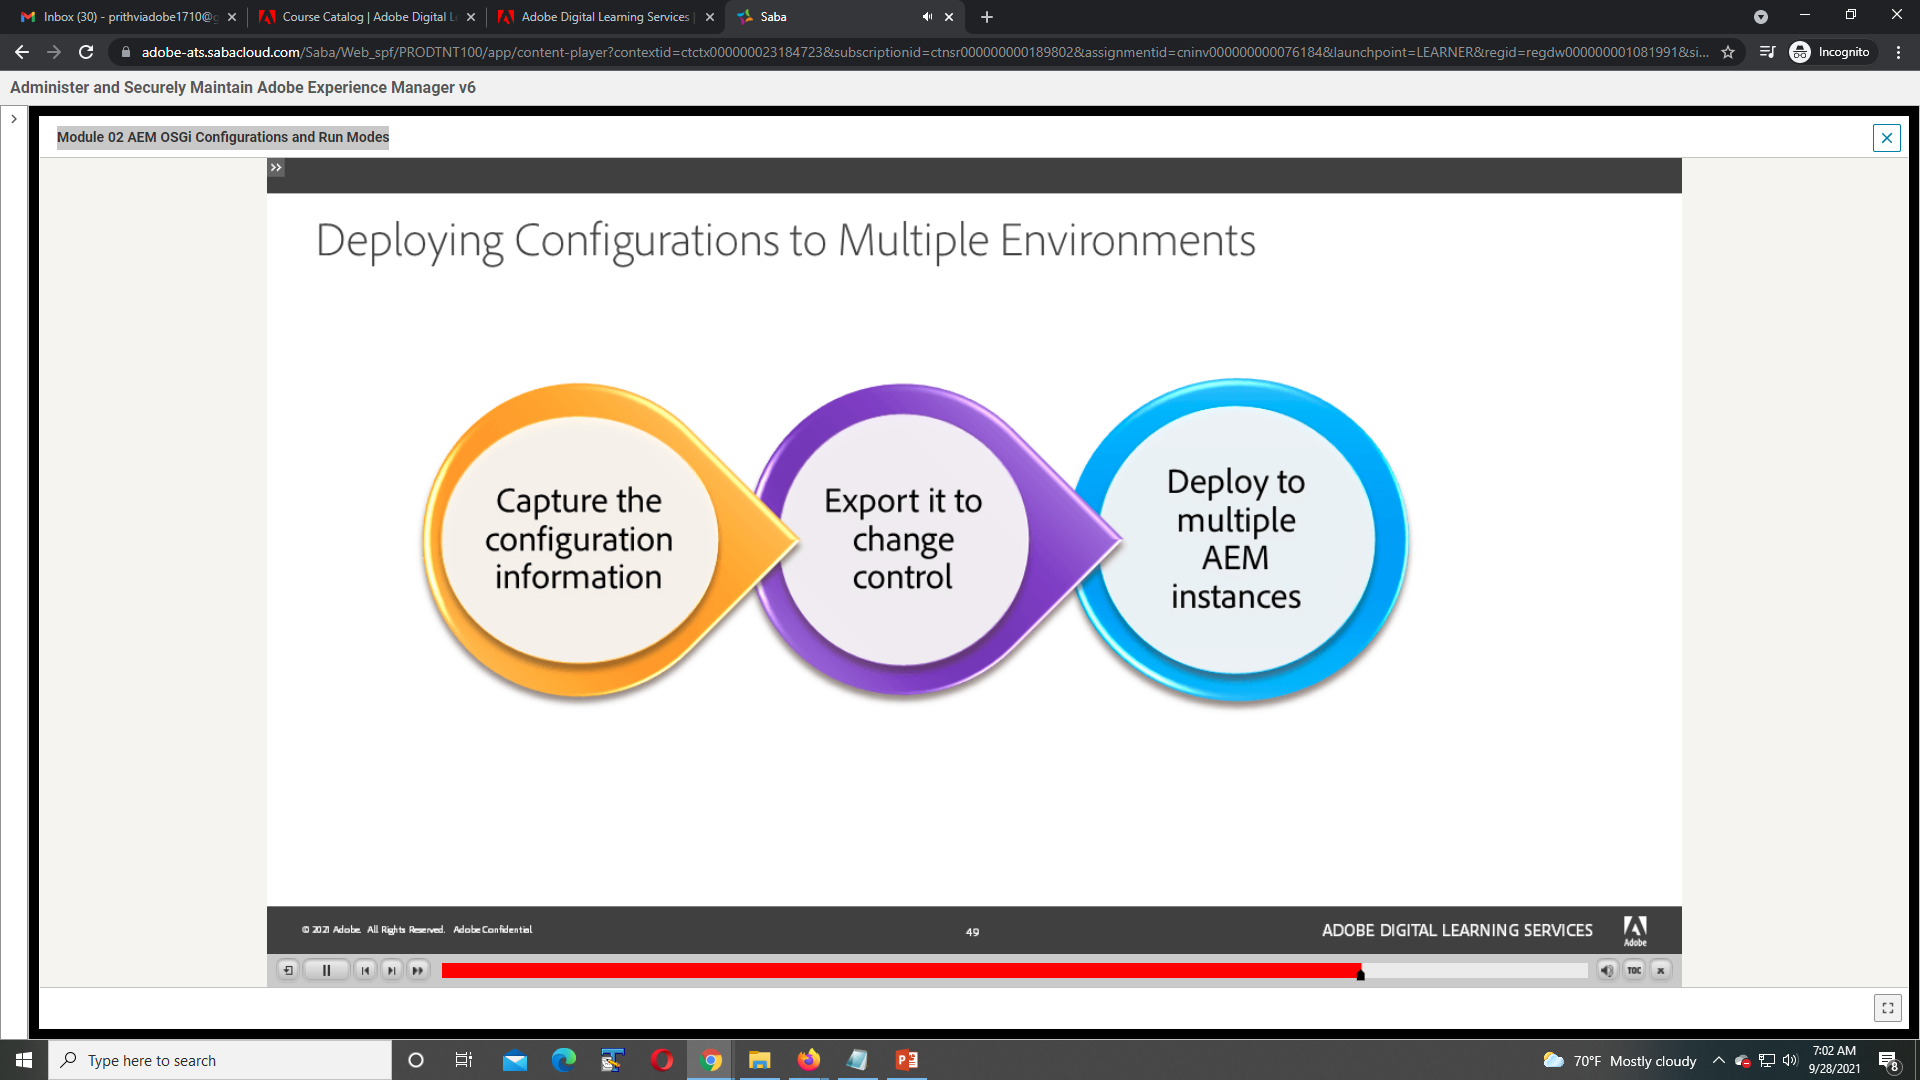 Inbox (30) - prithviadobe1710@g
Course Catalog | Adobe Digital L
Adobe Digital Learning Services |
Saba
adobe-ats.sabacloud.com/Saba/Web_spf/PRODTNT100/app/content-player?contextid=ctctx000000023184723&subscriptionid=ctnsr0000000000189802&assignmentid=cninv000000000076184&launchpoint=LEARNER&regid=regdw000000001081991&si...
Incognito
Administer and Securely Maintain Adobe Experience Manager v6
Module 02 AEM OSGi Configurations and Run Modes
Deploying Configurations to Multiple Environments
Capture the
configuration
information
Export it to
change
control
Deploy to
multiple
AEM
instances
© 2021 Adobe. All Rights Reserved. Adobe Confidential
49
ADOBE DIGITAL LEARNING SERVICES
Adobe
TOC
Type here to search
70°F Mostly cloudy
7:02 AM
9/28/2021
8